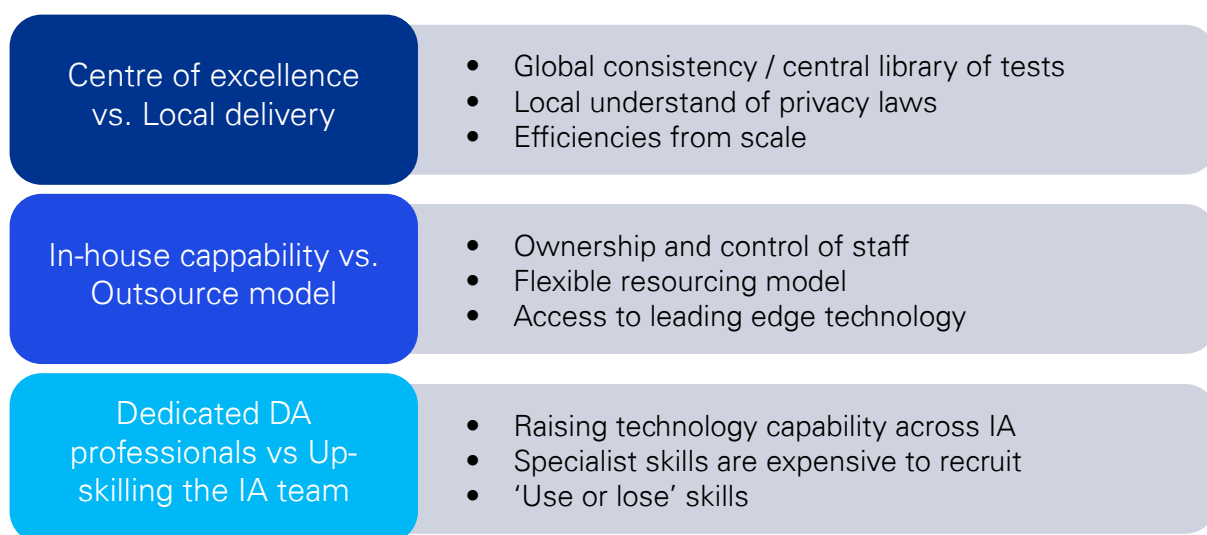 Centre of excellence
vs. Local delivery
• Global consistency / central library of tests
• Local understand of privacy laws
• Efficiencies from scale
In-house cappability vs.
Outsource model
• Ownership and control of staff
• Flexible resourcing model
• Access to leading edge technology
Dedicated DA
professionals vs Up-
skilling the IA team
• Raising technology capability across IA
• Specialist skills are expensive to recruit
• ‘Use or lose’ skills